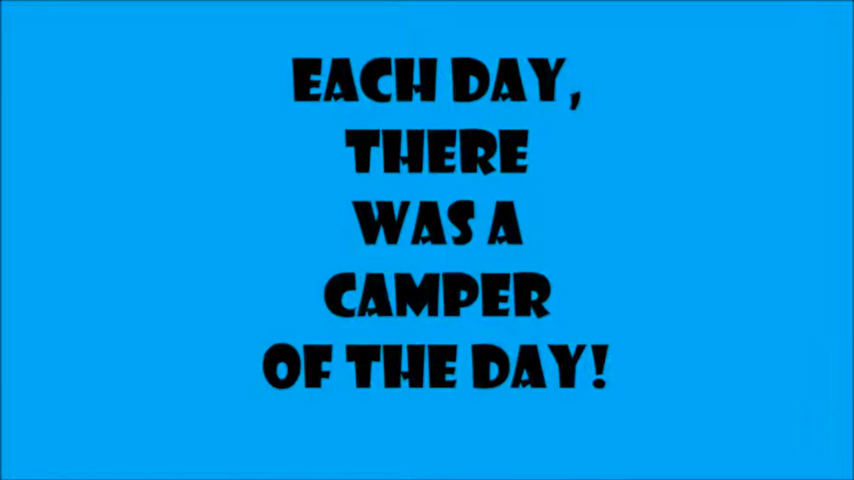 EACH DAY,
THERE
WAS A
CAMPER
OF THE DAY!